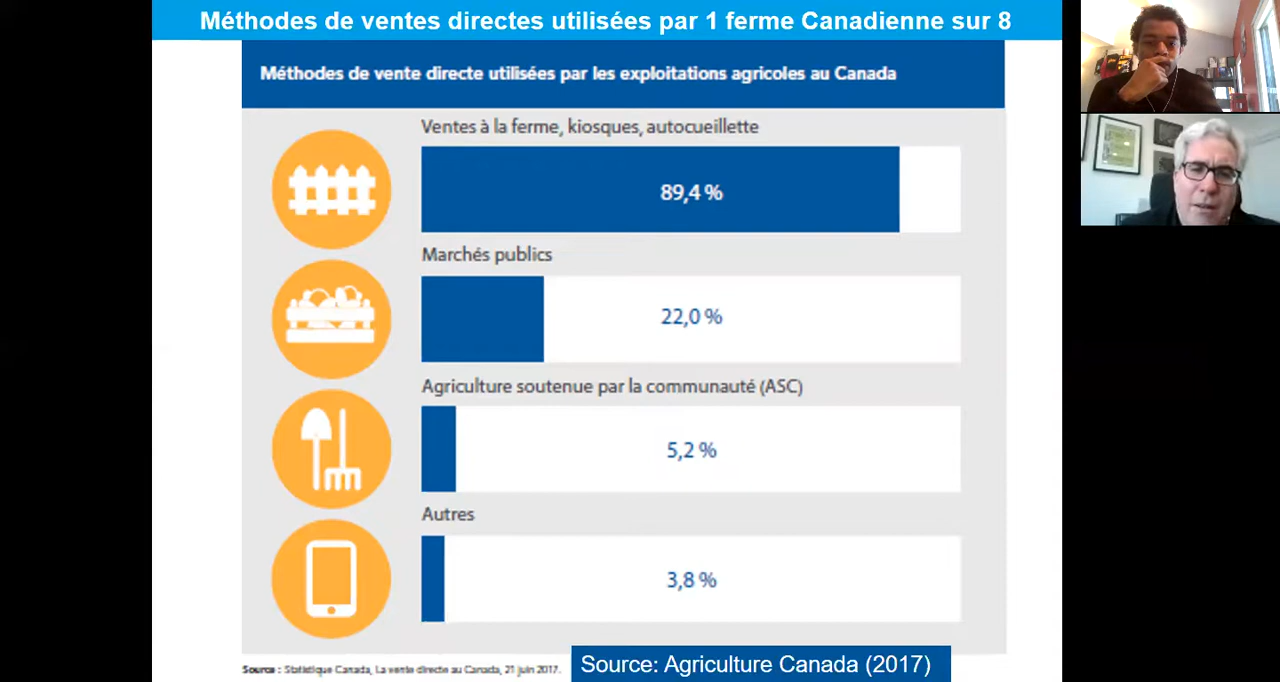 Méthodes de ventes directes utilisées par 1 ferme Canadienne sur 8
Méthodes de vente directe utilisées par les exploitations agricoles au Canada
Ventes à la ferme, kiosques, autocueillette
89,4 %
Marchés publics
22,0 %
Agriculture soutenue par la communauté (ASC)
5,2 %
Autres
3,8 %
Source : Statistique Canada, La vente directe au Canada, 21 juin 2017.
Source: Agriculture Canada (2017)